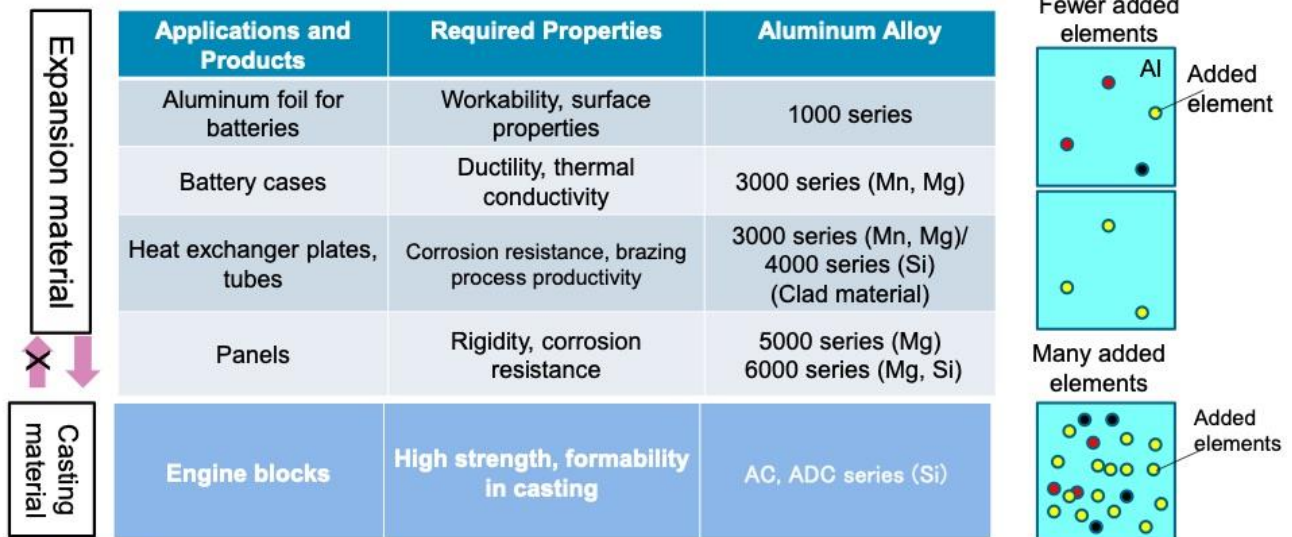 Expansion material
Applications and
Products
Required Properties
Aluminum Alloy
Aluminum foil for
batteries
Workability, surface
properties
1000 series
Battery cases
Ductility, thermal
conductivity
3000 series (Mn, Mg)
Heat exchanger plates,
tubes
Corrosion resistance, brazing
process productivity
3000 series (Mn, Mg)/
4000 series (Si)
(Clad material)
Panels
Rigidity, corrosion
resistance
5000 series (Mg)
6000 series (Mg, Si)
X
Casting
material
Engine blocks
High strength, formability
in casting
AC, ADC series (Si)
Fewer added
elements
Al
Added
element
Many added
elements
Added
elements